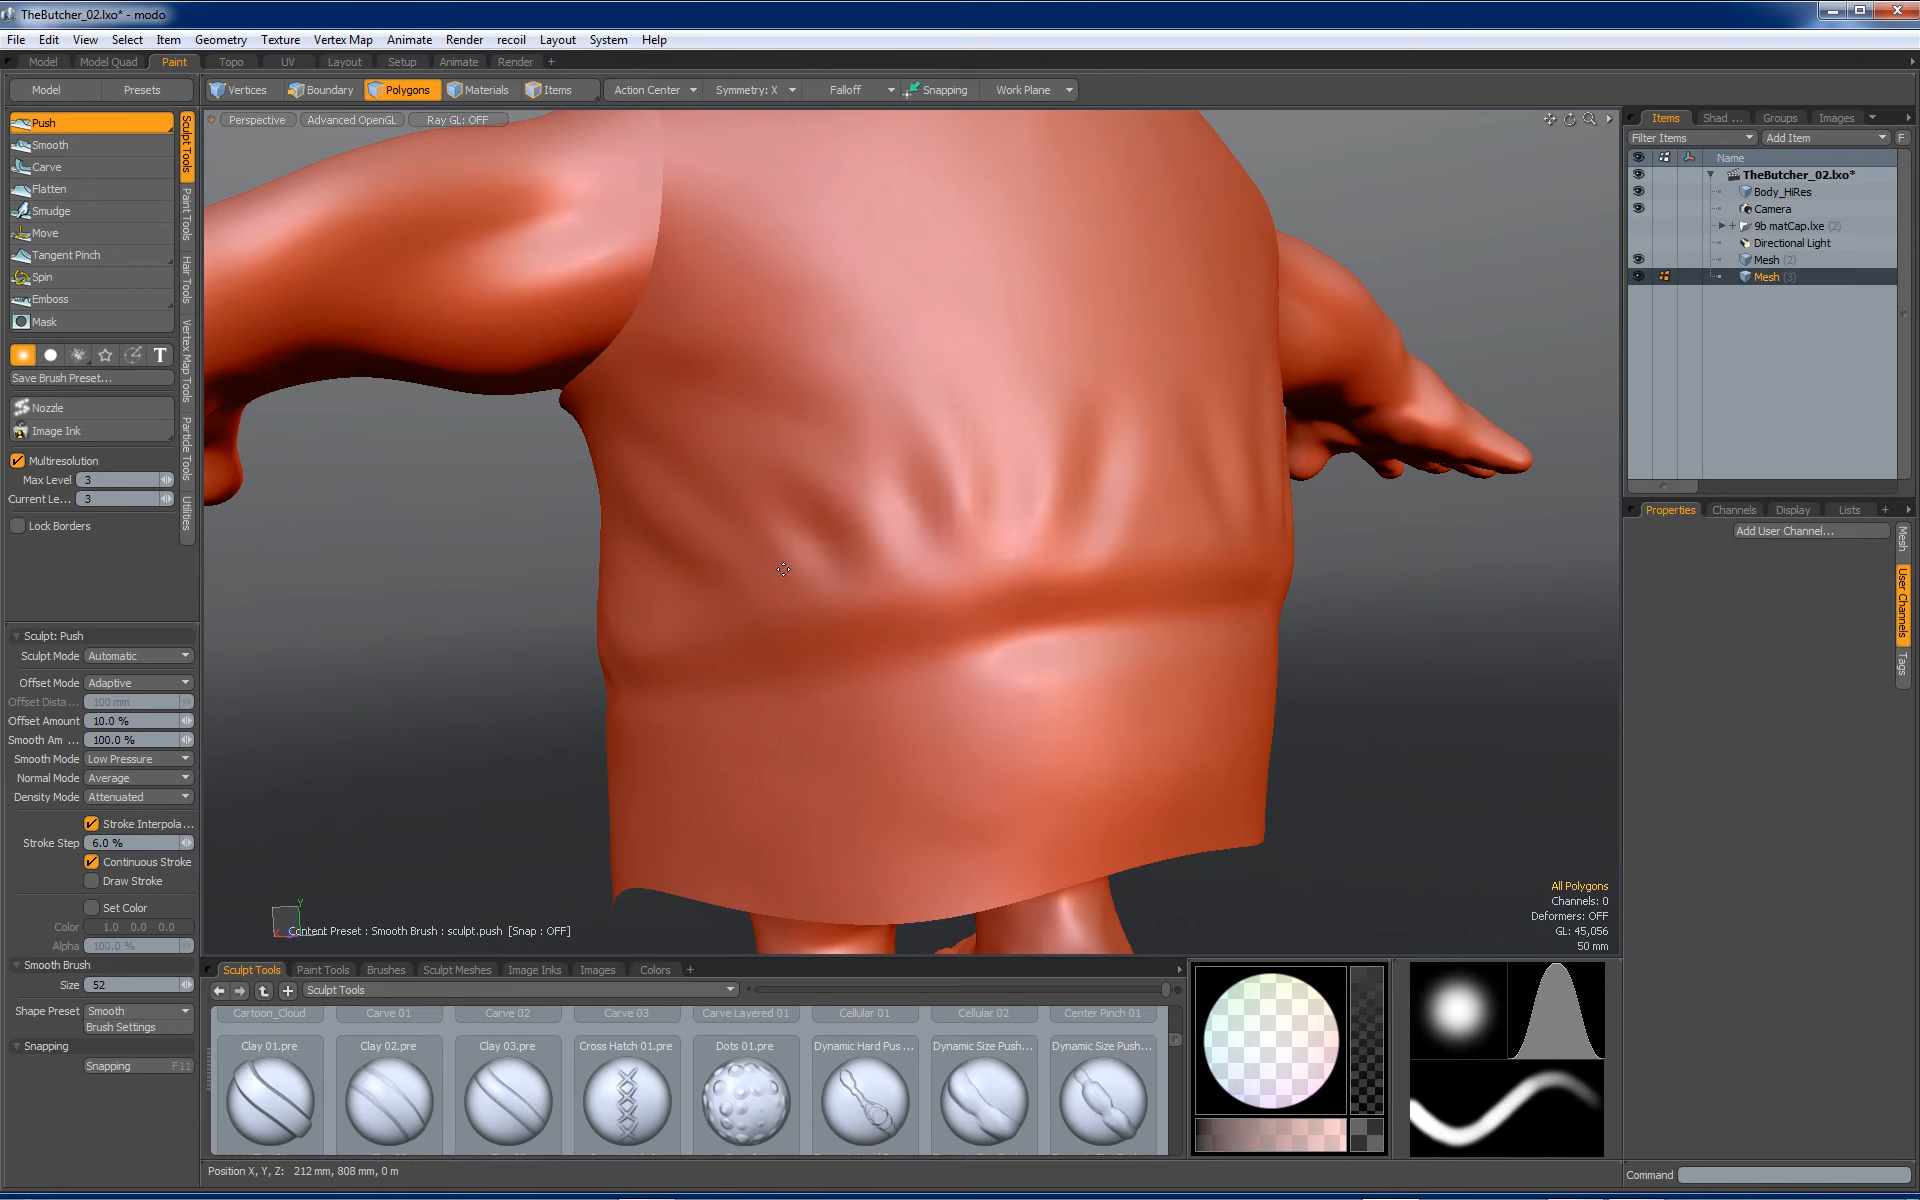 TheButcher_02.lxo* - modo
File Edit View Select Item Geometry Texture Vertex Map Animate Render recoil Layout System Help
Model Model Quad Paint Topo UV Layout Setup Animate Render +
Model Presets Vertices Boundary Polygons Materials Items Action Center Symmetry: X Falloff Snapping Work Plane
Perspective Advanced OpenGL Ray GL: OFF
Push
Smooth
Carve
Flatten
Smudge
Move
Tangent Pinch
Spin
Emboss
Mask
T
Save Brush Preset...
Nozzle
Image Ink
Multiresolution
Max Level 3
Current Le... 3
Lock Borders
Sculpt Tools
Paint Tools
Hair Tools
Vertex Map Tools
Particle Tools
Utilities
Sculpt: Push
Sculpt Mode Automatic
Offset Mode Adaptive
Offset Dista ... 100 mm
Offset Amount 10.0 %
Smooth Am ... 100.0 %
Smooth Mode Low Pressure
Normal Mode Average
Density Mode Attenuated
Stroke Interpola...
Stroke Step 6.0 %
Continuous Stroke
Draw Stroke
Set Color
Color 1.0 0.0 0.0
Alpha 100.0 %
Smooth Brush
Size 52
Shape Preset Smooth
Brush Settings
Snapping
Snapping F11
Y
X
Content Preset : Smooth Brush : sculpt.push [Snap : OFF]
All Polygons
Channels: 0
Deformers: OFF
GL: 45,056
50 mm
Items Shad ... Groups Images
Filter Items Add Item F
Name
TheButcher_02.lxo*
Body_HiRes
Camera
9b matCap.lxe (2)
Directional Light
Mesh (2)
Mesh (3)
Properties Channels Display Lists +
Add User Channel...
Mesh
User Channels
Tags
Sculpt Tools Paint Tools Brushes Sculpt Meshes Image Inks Images Colors +
Sculpt Tools
Cartoon_Cloud Carve 01 Carve 02 Carve 03 Carve Layered 01 Cellular 01 Cellular 02 Center Pinch 01
Clay 01.pre Clay 02.pre Clay 03.pre Cross Hatch 01.pre Dots 01.pre Dynamic Hard Pus... Dynamic Size Push... Dynamic Size Push...
Position X, Y, Z: 212 mm, 808 mm, 0 m
Command